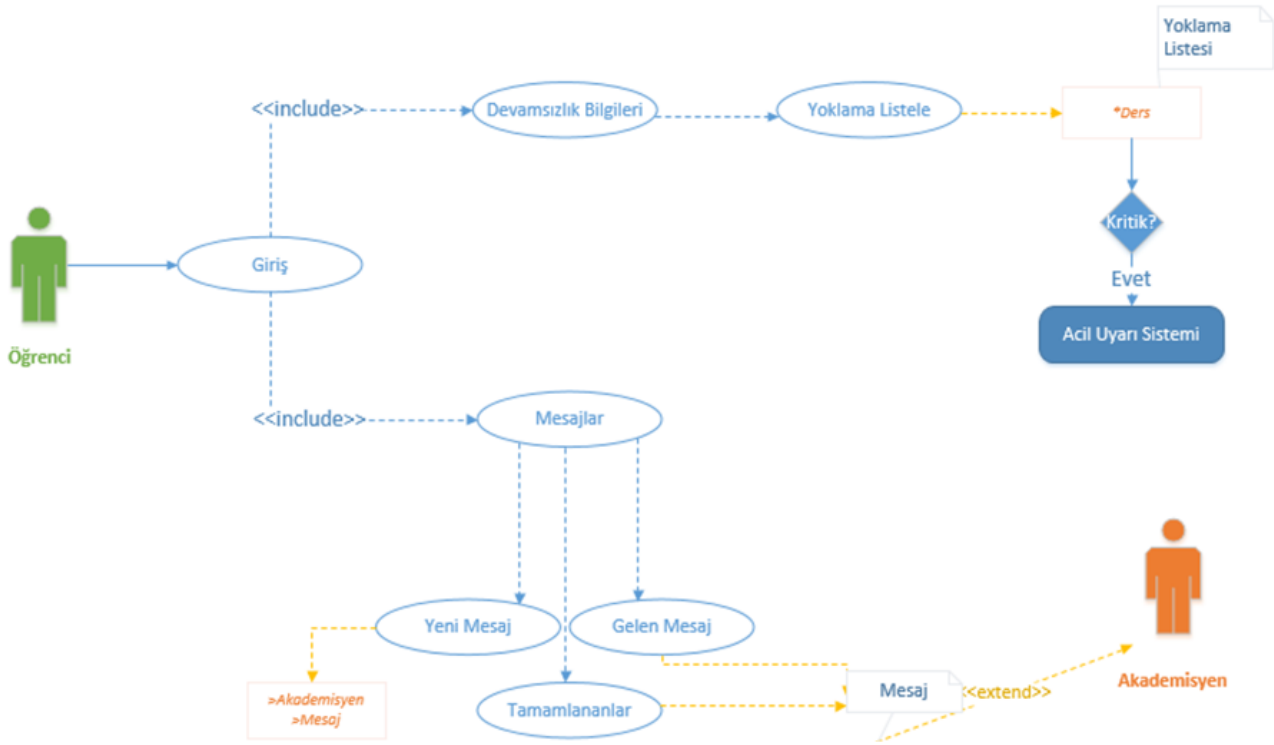 Yoklama
Listesi
<<include>>
Devamsızlık Bilgileri
Yoklama Listele
*Ders
Kritik?
Giriş
Evet
Acil Uyarı Sistemi
Öğrenci
<<include>>
Mesajlar
Yeni Mesaj
Gelen Mesaj
Akademisyen
>Akademisyen
>Mesaj
Tamamlananlar
Mesaj
<<extend>>